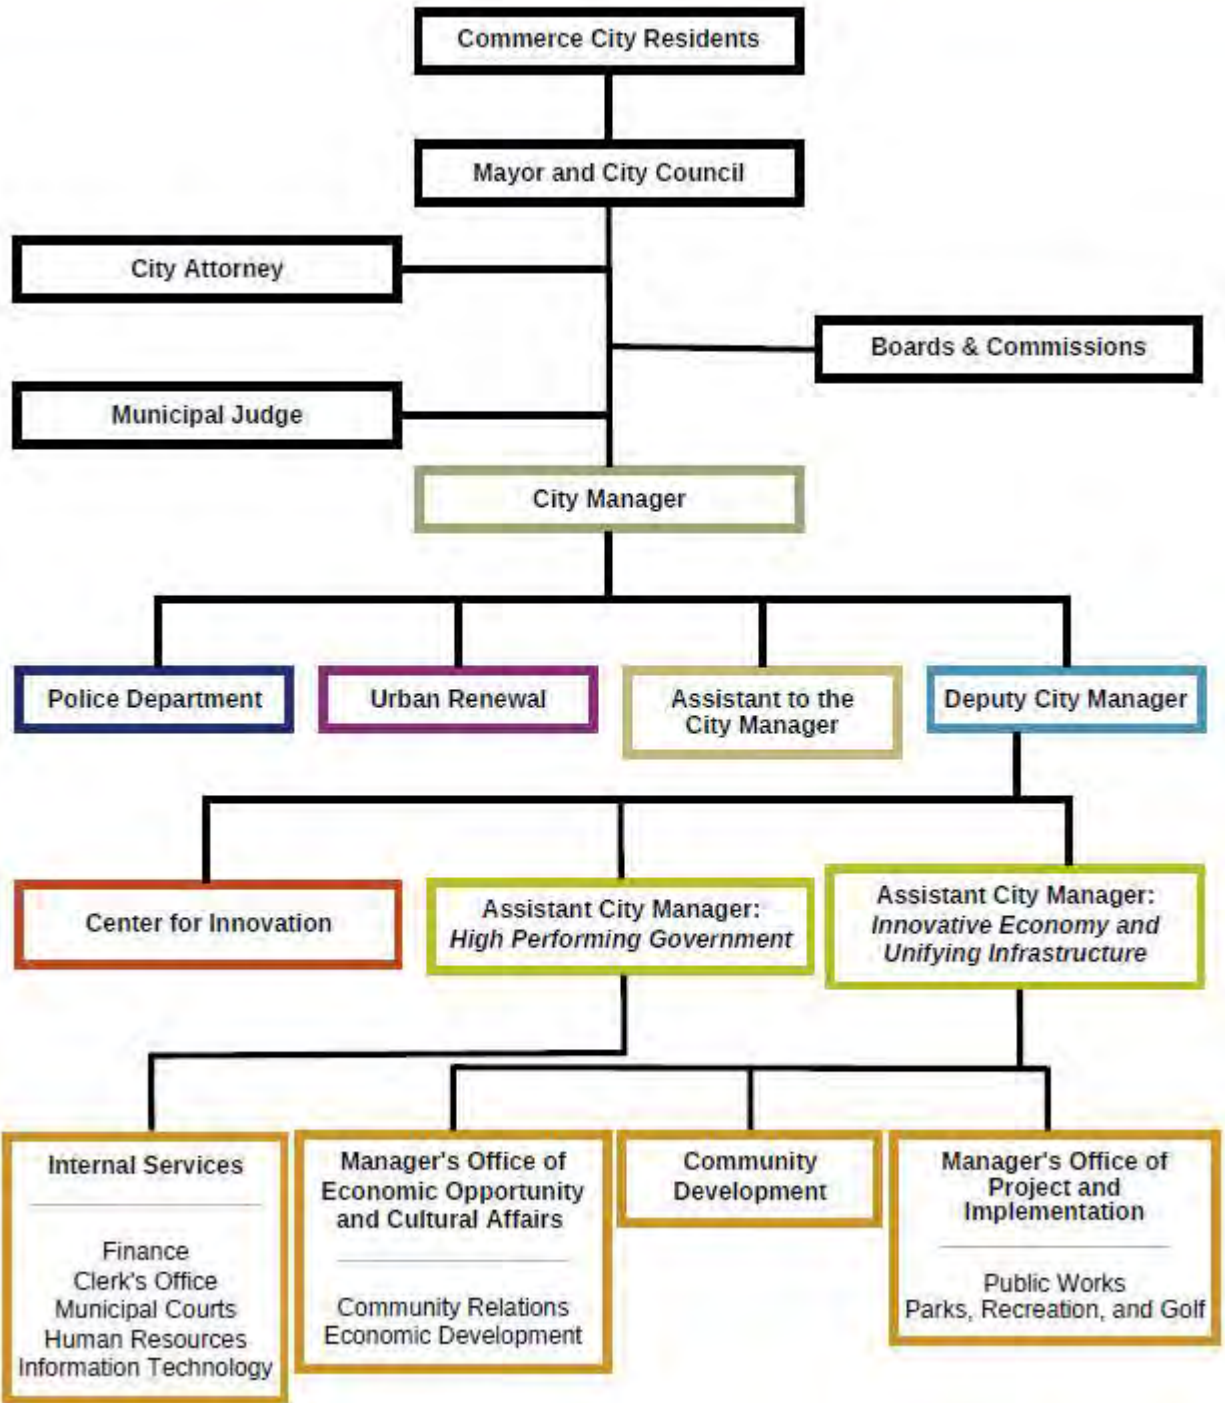 Commerce City Residents
Mayor and City Council
City Attorney
Boards & Commissions
Municipal Judge
City Manager
Police Department
Urban Renewal
Assistant to the
City Manager
Deputy City Manager
Center for Innovation
Assistant City Manager:
High Performing Government
Assistant City Manager:
Innovative Economy and
Unifying Infrastructure
Internal Services
Finance
Clerk's Office
Municipal Courts
Human Resources
Information Technology
Manager's Office of
Economic Opportunity
and Cultural Affairs
Community Relations
Economic Development
Community
Development
Manager's Office of
Project and
Implementation
Public Works
Parks, Recreation, and Golf